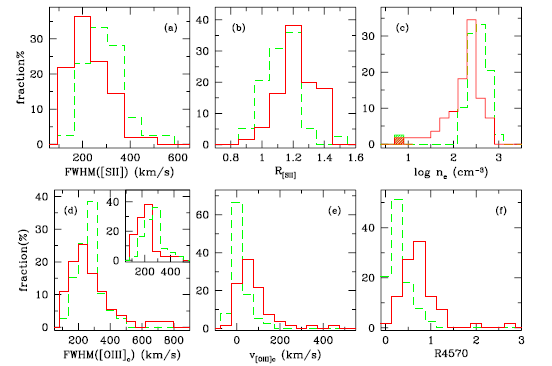 (a) (b) (c)
fraction%
30
20
10
0
40
30
20
10
0
30
20
10
0
200 400 600
0.8 1 1.2 1.4 1.6
1 2 3
FWHM([SII]) (km/s)
R[SII]
log ne (cm⁻³)
(d) (e) (f)
fraction(%)
40
30
20
10
0
40
20
0
200 400
60
40
20
0
60
40
20
0
200 400 600 800
0 200 400
0 1 2 3
FWHM([OIII]c) (km/s)
v[OIII]c (km/s)
R4570